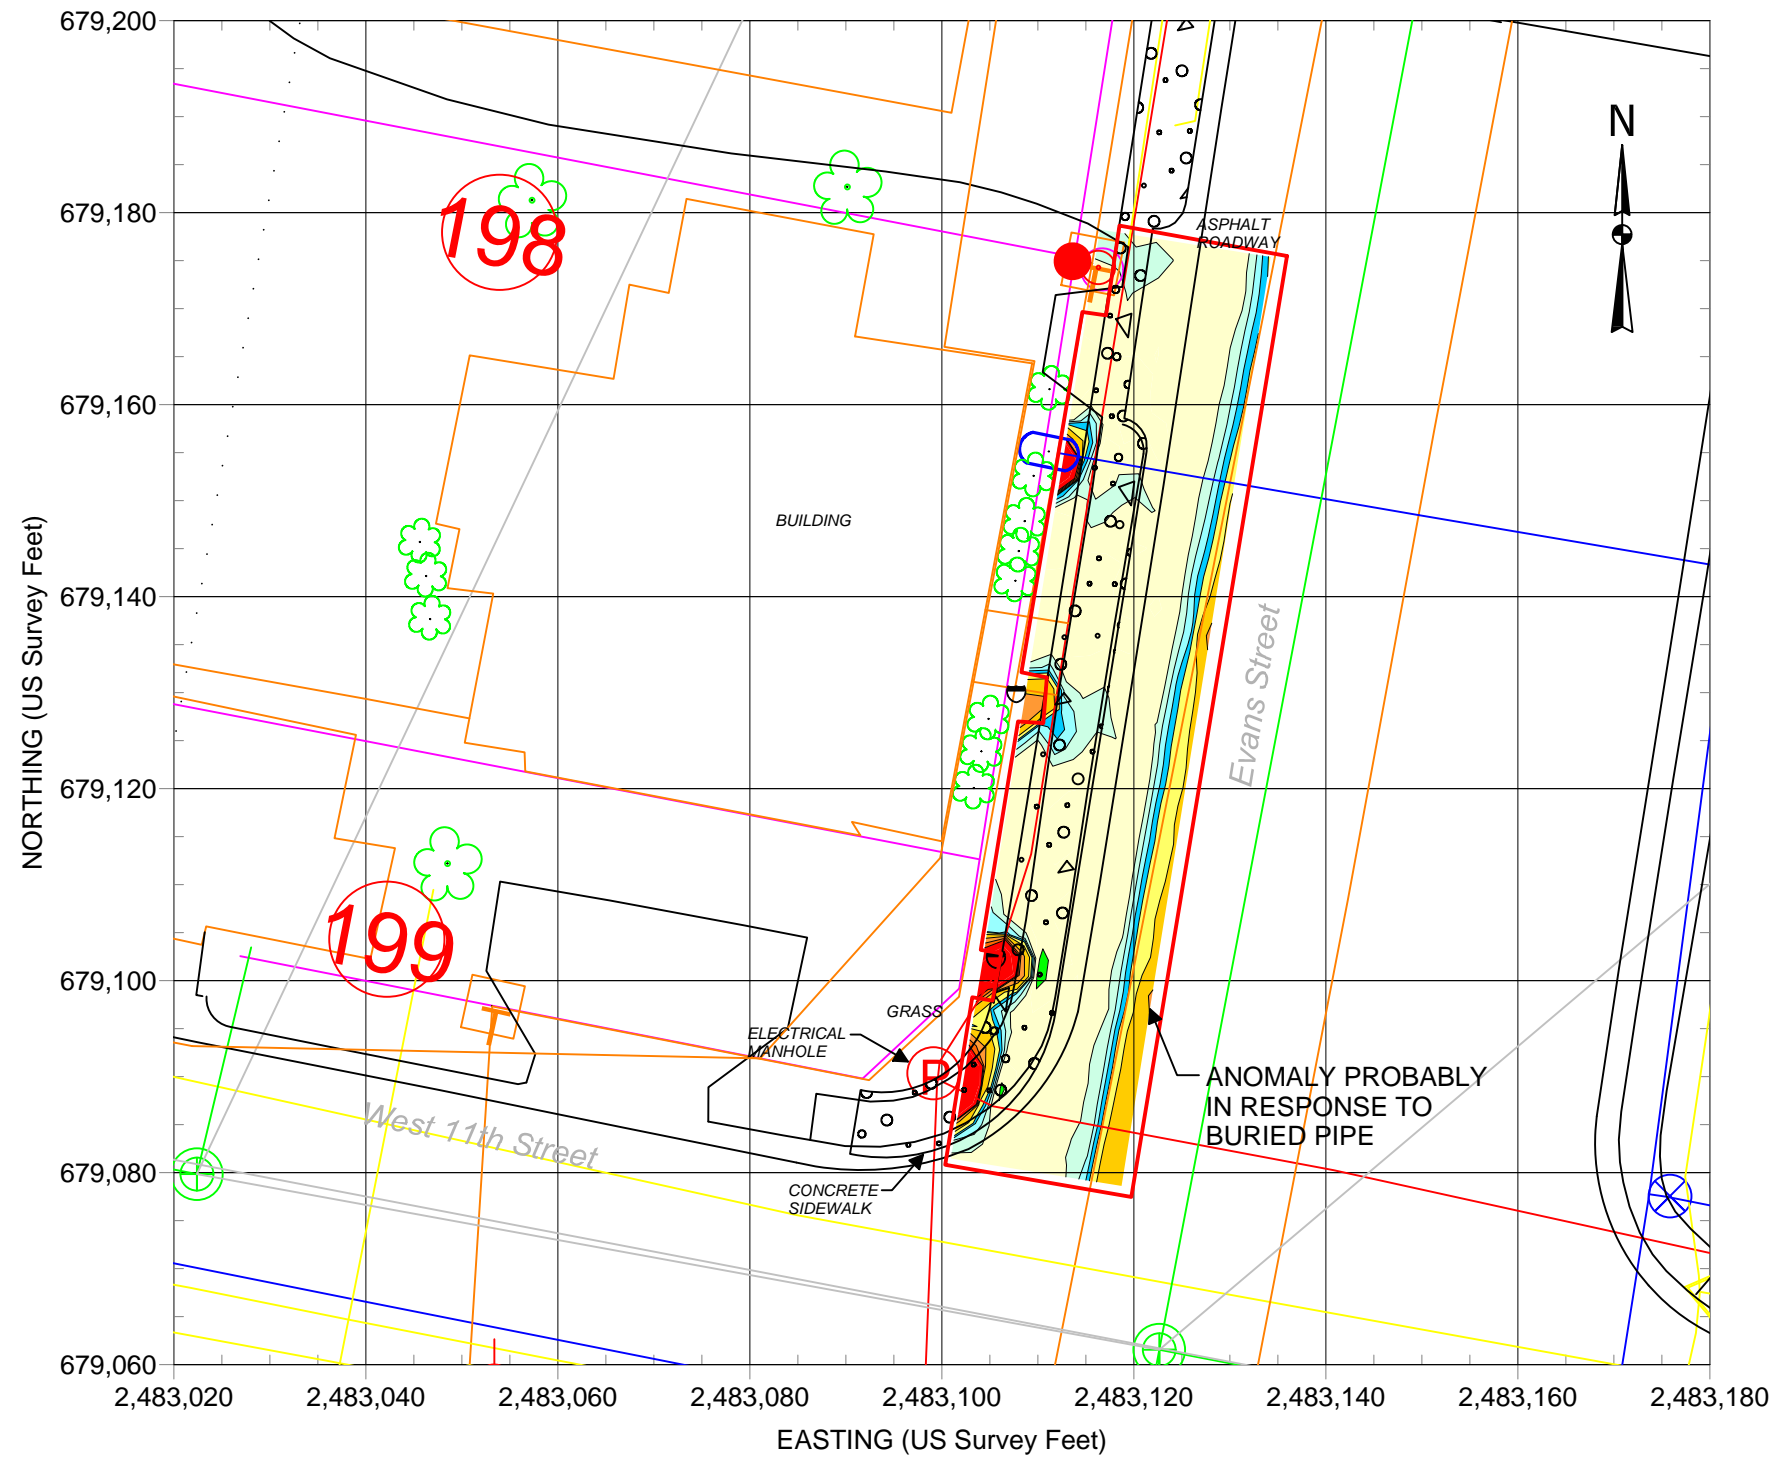 679,200
679,180
679,160
679,140
679,120
679,100
679,080
679,060
NORTHING (US Survey Feet)
N
198
ASPHALT
ROADWAY
BUILDING
Evans Street
199
GRASS
ELECTRICAL
MANHOLE
P
ANOMALY PROBABLY
IN RESPONSE TO
BURIED PIPE
West 11th Street
CONCRETE
SIDEWALK
T
T
2,483,020
2,483,040
2,483,060
2,483,080
2,483,100
2,483,120
2,483,140
2,483,160
2,483,180
EASTING (US Survey Feet)